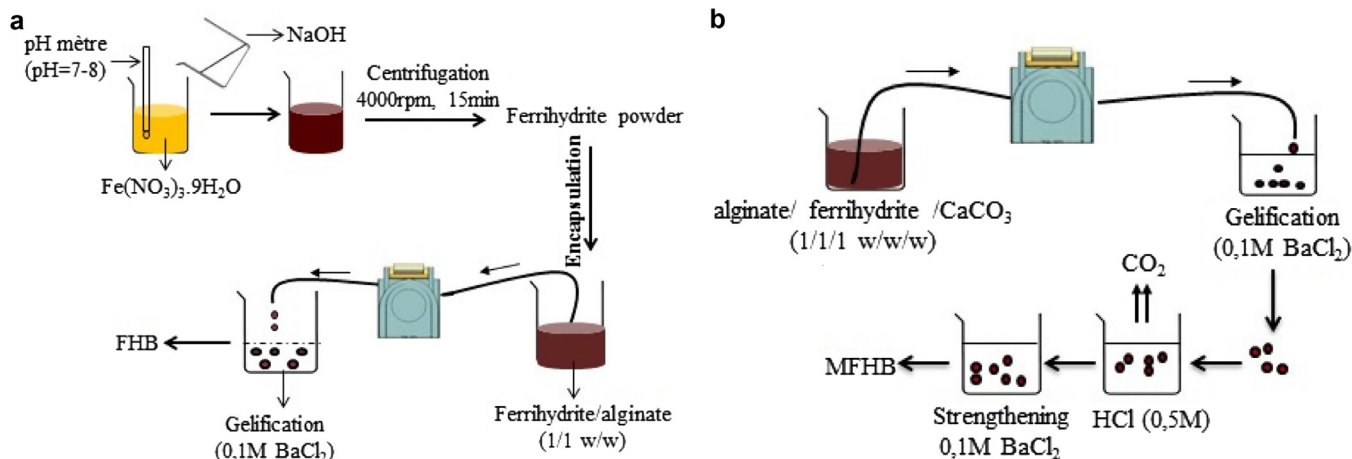 a
pH mètre
(pH=7-8)
NaOH
Centrifugation
4000rpm, 15min
Ferrihydrite powder
Fe(NO₃)₃.9H₂O
Encapsulation
FHB
Gelification
(0,1M BaCl₂)
Ferrihydrite/alginate
(1/1 w/w)
b
alginate/ ferrihydrite /CaCO₃
(1/1/1 w/w/w)
Gelification
(0,1M BaCl₂)
CO₂
MFHB
Strengthening
0,1M BaCl₂
HCl (0,5M)